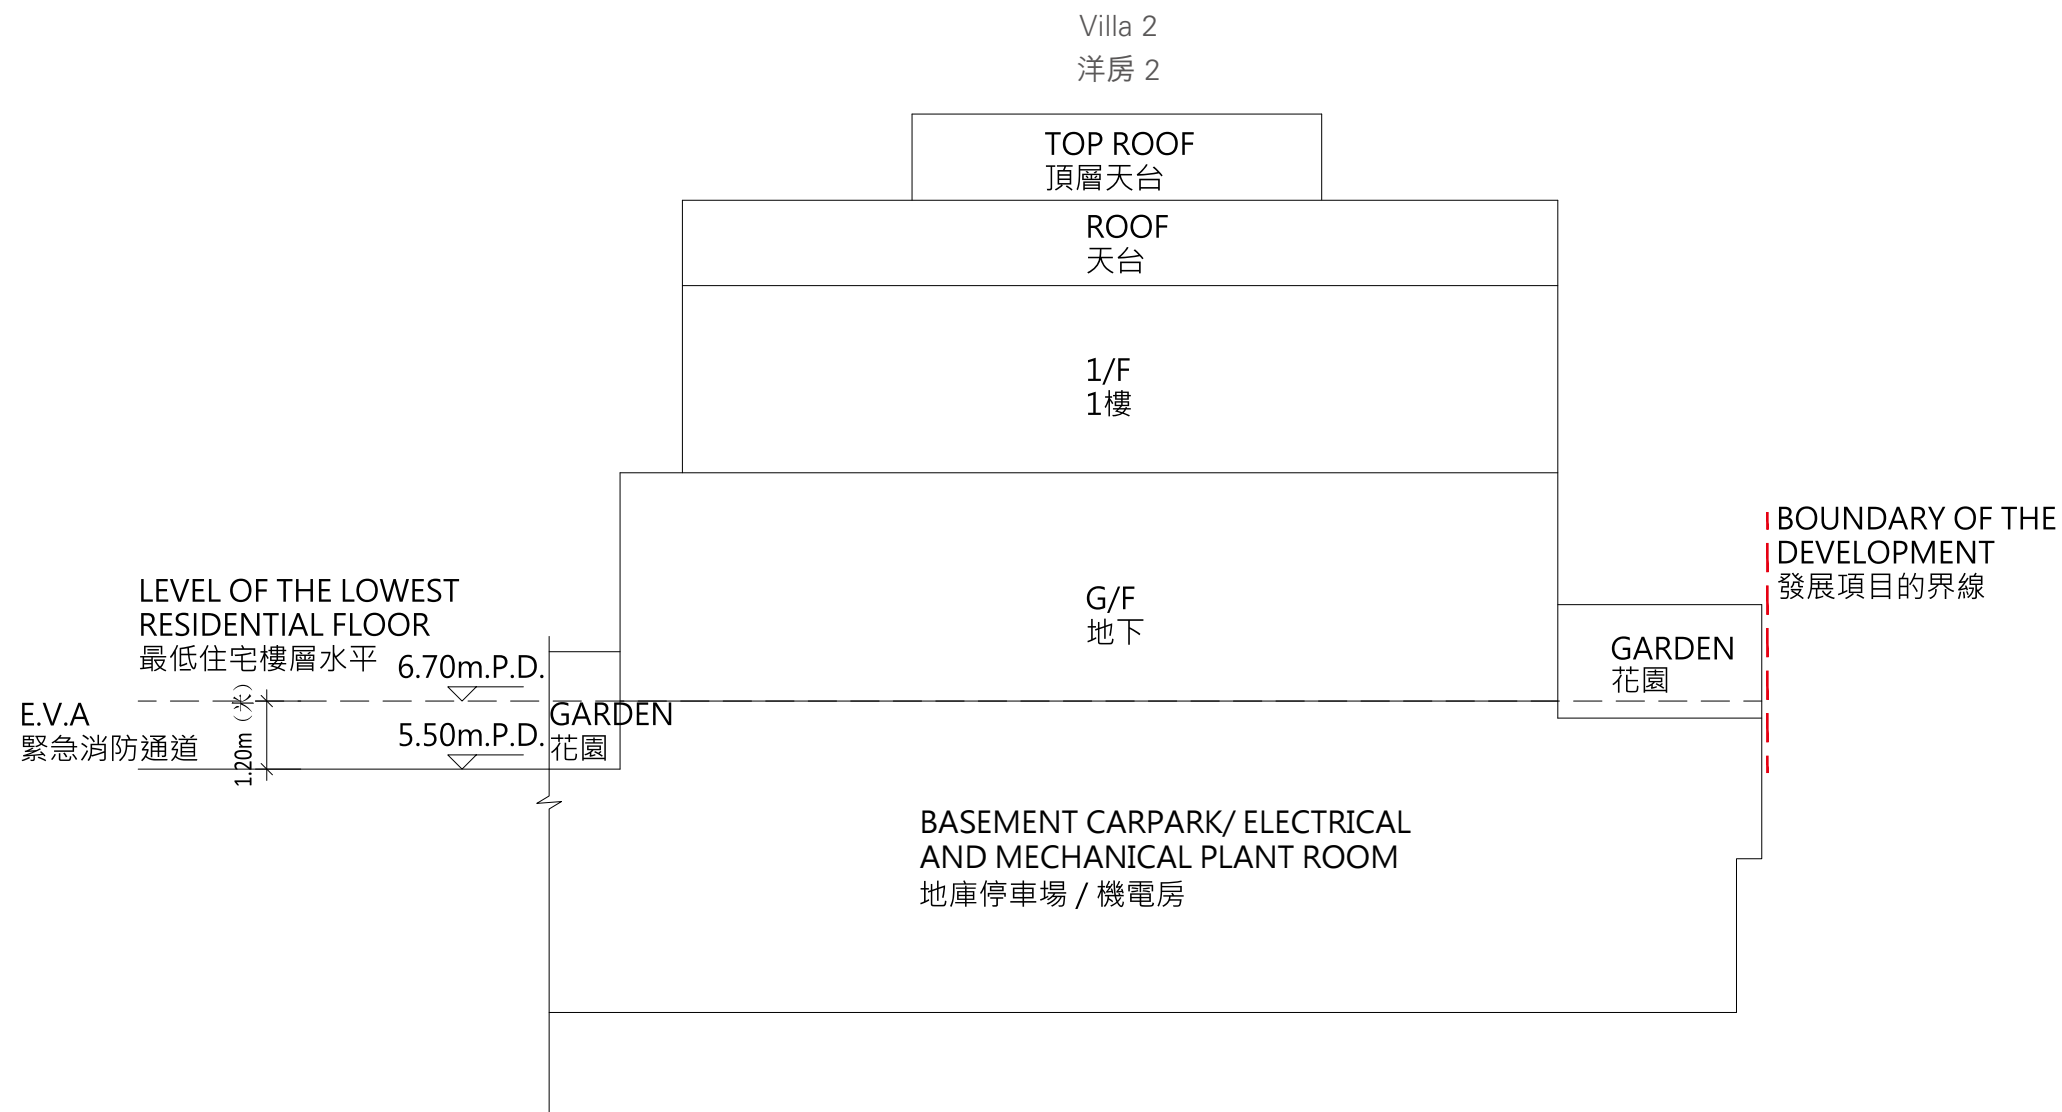 Villa 2
洋房 2
TOP ROOF
頂層天台
ROOF
天台
1/F
1樓
G/F
地下
BOUNDARY OF THE
DEVELOPMENT
發展項目的界線
LEVEL OF THE LOWEST
RESIDENTIAL FLOOR
最低住宅樓層水平
6.70m.P.D.
GARDEN
花園
E.V.A
緊急消防通道
1.20m (米)
5.50m.P.D.
GARDEN
花園
BASEMENT CARPARK/ ELECTRICAL
AND MECHANICAL PLANT ROOM
地庫停車場 / 機電房